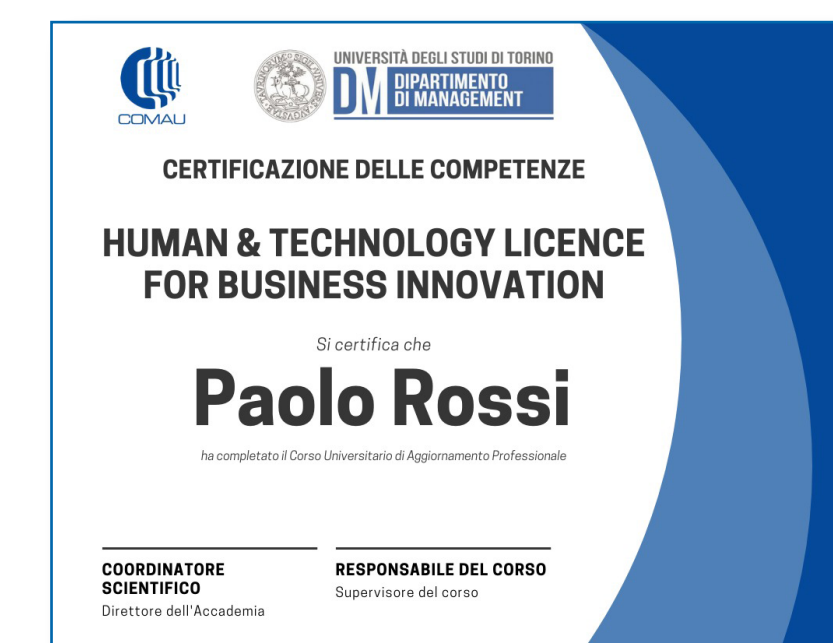 COMAU
UNIVERSITÀ DEGLI STUDI DI TORINO
DM DIPARTIMENTO
DI MANAGEMENT
CERTIFICAZIONE DELLE COMPETENZE
HUMAN & TECHNOLOGY LICENCE
FOR BUSINESS INNOVATION
Si certifica che
Paolo Rossi
ha completato il Corso Universitario di Aggiornamento Professionale
COORDINATORE
SCIENTIFICO
Direttore dell'Accademia
RESPONSABILE DEL CORSO
Supervisore del corso